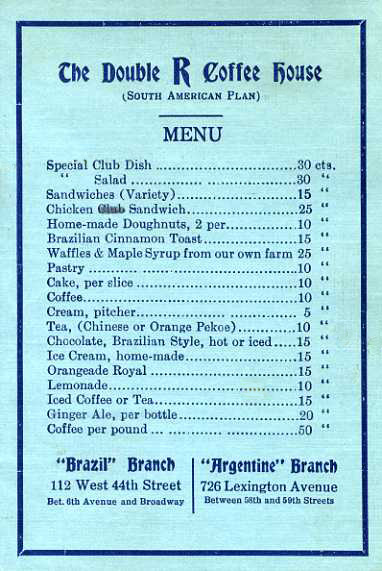 The Double R Coffee House
(SOUTH AMERICAN PLAN)
MENU
Special Club Dish ........................ 30 cts.
“ Salad ................................ 30 “
Sandwiches (Variety) .................... 15 “
Chicken Club Sandwich .................. 25 “
Home-made Doughnuts, 2 per ............ 10 “
Brazilian Cinnamon Toast ............... 15 “
Waffles & Maple Syrup from our own farm 25 “
Pastry .......... .................... 10 “
Cake, per slice ......................... 10 “
Coffee .................................. 10 “
Cream, pitcher .................. ........ 5 “
Tea, (Chinese or Orange Pekoe) .......... 10 “
Chocolate, Brazilian Style, hot or iced ..... 15 “
Ice Cream, home-made .................. 15 “
Orangeade Royal ........................ 15 “
Lemonade ............................... 10 “
Iced Coffee or Tea ....................... 15 “
Ginger Ale, per bottle .................... 20 “
Coffee per pound ... .......... .......... 50 “
"Brazil" Branch
112 West 44th Street
Bet. 6th Avenue and Broadway
"Argentine" Branch
726 Lexington Avenue
Between 58th and 59th Streets